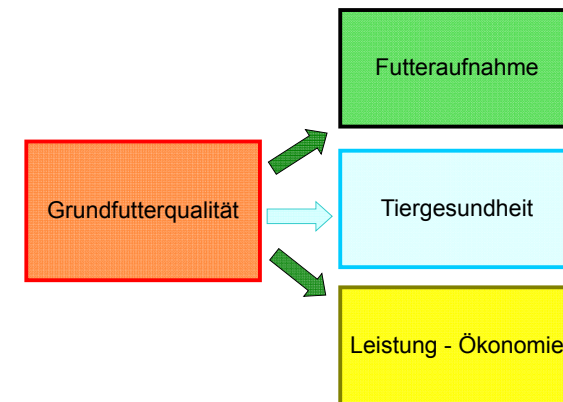 Futteraufnahme
Grundfutterqualität
Tiergesundheit
Leistung - Ökonomie